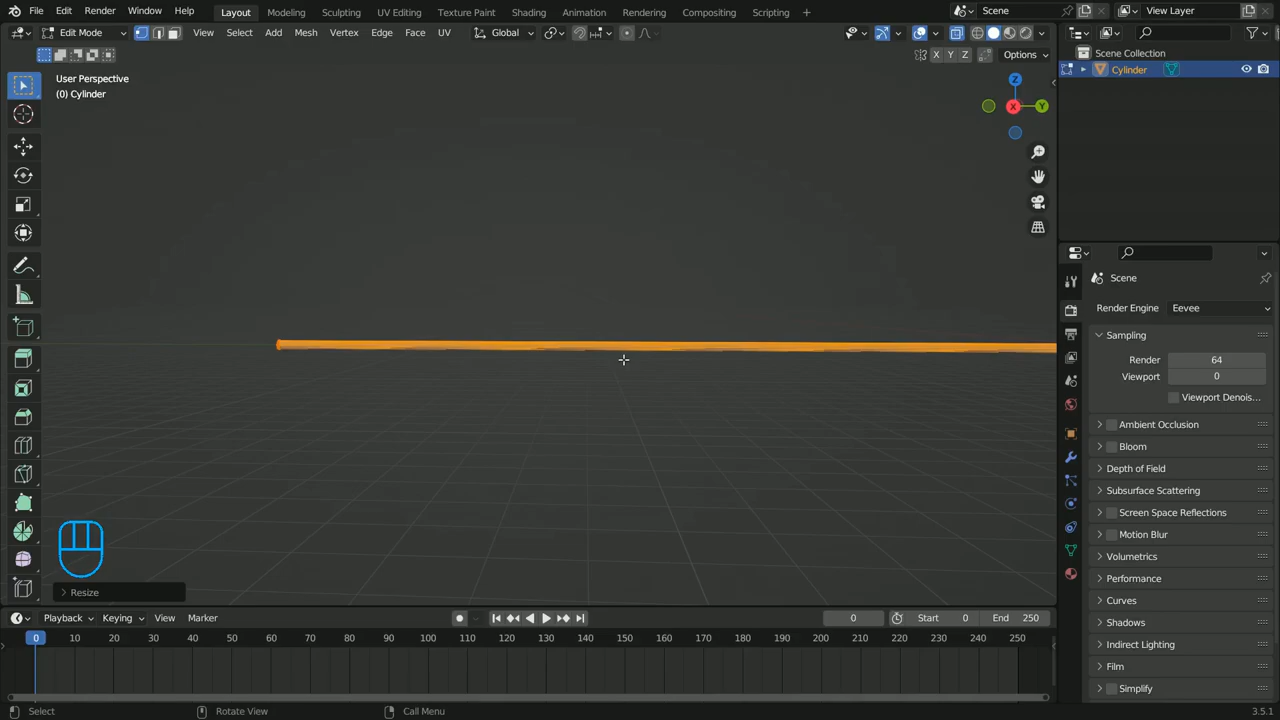 File Edit Render Window Help Layout Modeling Sculpting UV Editing Texture Paint Shading Animation Rendering Compositing Scripting + Scene View Layer
Edit Mode View Select Add Mesh Vertex Edge Face UV Global
X Y Z Options
Scene Collection
Cylinder
User Perspective
(0) Cylinder
Z
X Y
Scene
Render Engine Eevee
Sampling
Render 64
Viewport 0
Viewport Denois...
Ambient Occlusion
Bloom
Depth of Field
Subsurface Scattering
Screen Space Reflections
Motion Blur
Volumetrics
Performance
Curves
Shadows
Indirect Lighting
Film
Simplify
Resize
Playback Keying View Marker 0 Start 0 End 250
0 10 20 30 40 50 60 70 80 90 100 110 120 130 140 150 160 170 180 190 200 210 220 230 240 250
Select Rotate View Call Menu 3.5.1